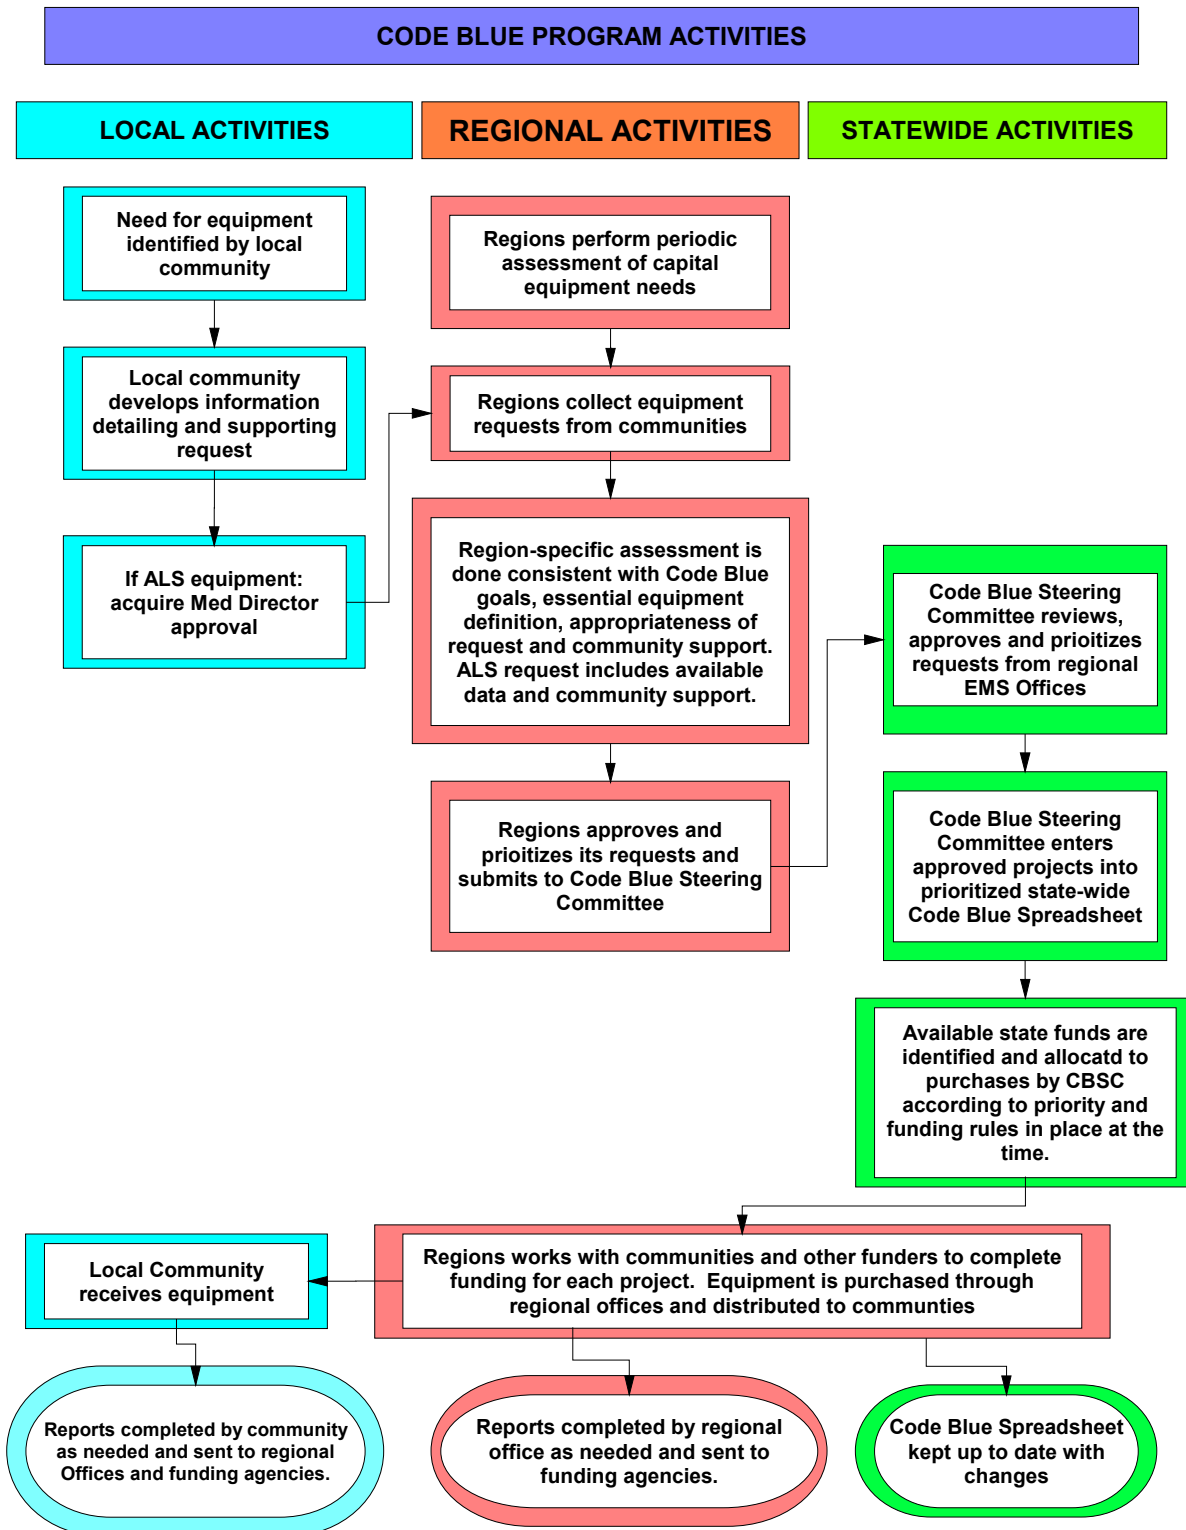 CODE BLUE PROGRAM ACTIVITIES
LOCAL ACTIVITIES
REGIONAL ACTIVITIES
STATEWIDE ACTIVITIES
Need for equipment
identified by local
community
Local community
develops information
detailing and supporting
request
If ALS equipment:
acquire Med Director
approval
Regions perform periodic
assessment of capital
equipment needs
Regions collect equipment
requests from communities
Region-specific assessment is
done consistent with Code Blue
goals, essential equipment
definition, appropriateness of
request and community support.
ALS request includes available
data and community support.
Regions approves and
prioitizes its requests and
submits to Code Blue Steering
Committee
Code Blue Steering
Committee reviews,
approves and prioitizes
requests from regional
EMS Offices
Code Blue Steering
Committee enters
approved projects into
prioritized state-wide
Code Blue Spreadsheet
Available state funds are
identified and allocatd to
purchases by CBSC
according to priority and
funding rules in place at the
time.
Regions works with communities and other funders to complete
funding for each project.  Equipment is purchased through
regional offices and distributed to communties
Local Community
receives equipment
Reports completed by community
as needed and sent to regional
Offices and funding agencies.
Reports completed by regional
office as needed and sent to
funding agencies.
Code Blue Spreadsheet
kept up to date with
changes